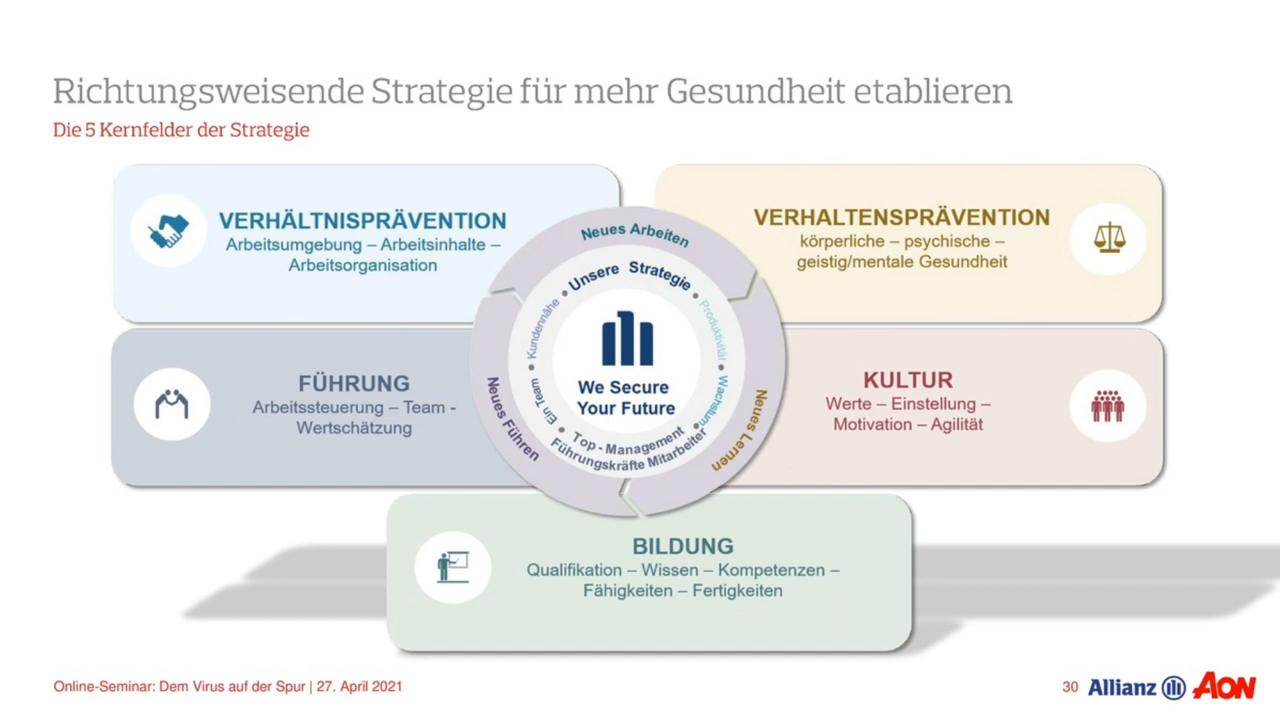 Richtungsweisende Strategie für mehr Gesundheit etablieren
Die 5 Kernfelder der Strategie
VERHÄLTNISPRÄVENTION
Arbeitsumgebung – Arbeitsinhalte –
Arbeitsorganisation
VERHALTENSPRÄVENTION
körperliche – psychische –
geistig/mentale Gesundheit
FÜHRUNG
Arbeitssteuerung – Team -
Wertschätzung
KULTUR
Werte – Einstellung –
Motivation – Agilität
Neues Arbeiten
Neues Lernen
Neues Führen
Unsere Strategie
Produktivität
Wachstum
Kundennähe
Ein Team
Top - Management
Führungskräfte Mitarbeiter
We Secure
Your Future
BILDUNG
Qualifikation – Wissen – Kompetenzen –
Fähigkeiten – Fertigkeiten
Online-Seminar: Dem Virus auf der Spur | 27. April 2021
30
Allianz
AON